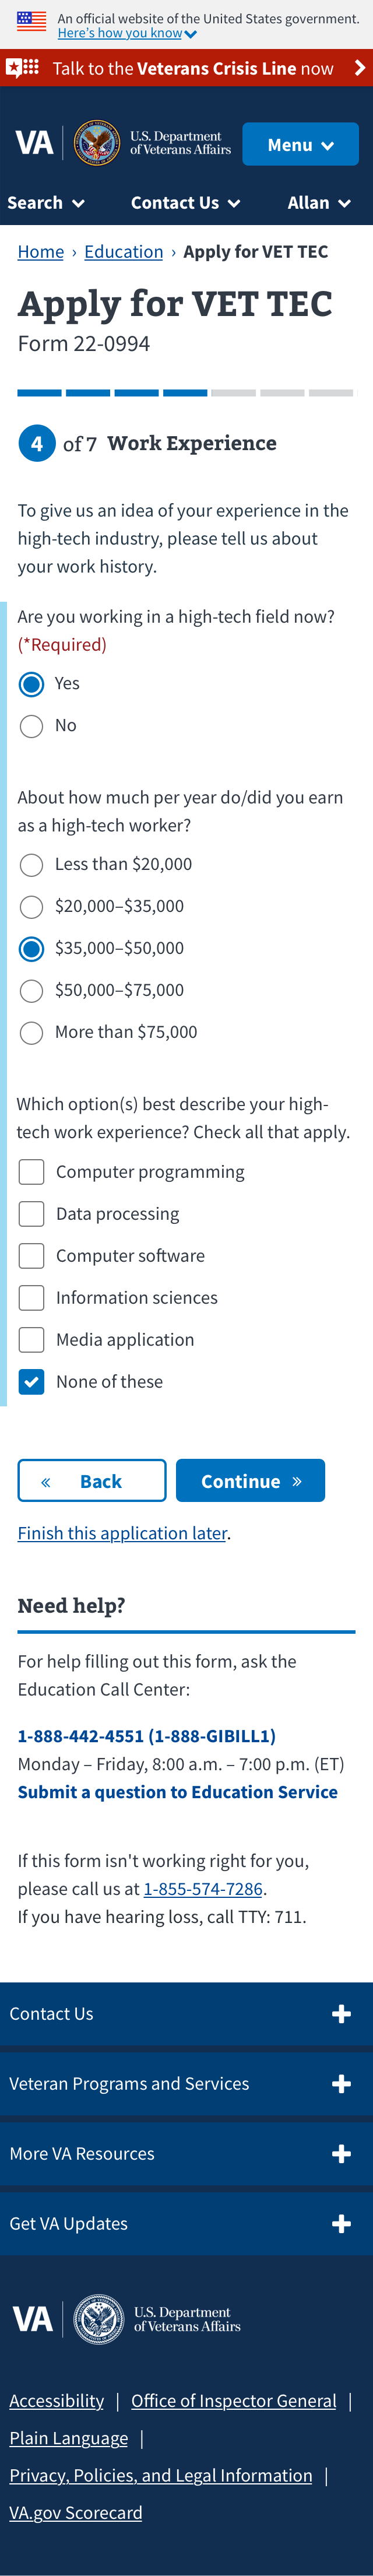 An official website of the United States government.
Here's how you know
Talk to the Veterans Crisis Line now
VA
U.S. Department
of Veterans Affairs
Menu
Search
Contact Us
Allan
Home › Education › Apply for VET TEC
Apply for VET TEC
Form 22-0994
4 of 7 Work Experience
To give us an idea of your experience in the
high-tech industry, please tell us about
your work history.
Are you working in a high-tech field now?
(*Required)
Yes
No
About how much per year do/did you earn
as a high-tech worker?
Less than $20,000
$20,000–$35,000
$35,000–$50,000
$50,000–$75,000
More than $75,000
Which option(s) best describe your high-
tech work experience? Check all that apply.
Computer programming
Data processing
Computer software
Information sciences
Media application
None of these
« Back
Continue »
Finish this application later.
Need help?
For help filling out this form, ask the
Education Call Center:
1-888-442-4551 (1-888-GIBILL1)
Monday – Friday, 8:00 a.m. – 7:00 p.m. (ET)
Submit a question to Education Service
If this form isn't working right for you,
please call us at 1-855-574-7286.
If you have hearing loss, call TTY: 711.
Contact Us
Veteran Programs and Services
More VA Resources
Get VA Updates
VA
U.S. Department
of Veterans Affairs
Accessibility | Office of Inspector General |
Plain Language |
Privacy, Policies, and Legal Information |
VA.gov Scorecard